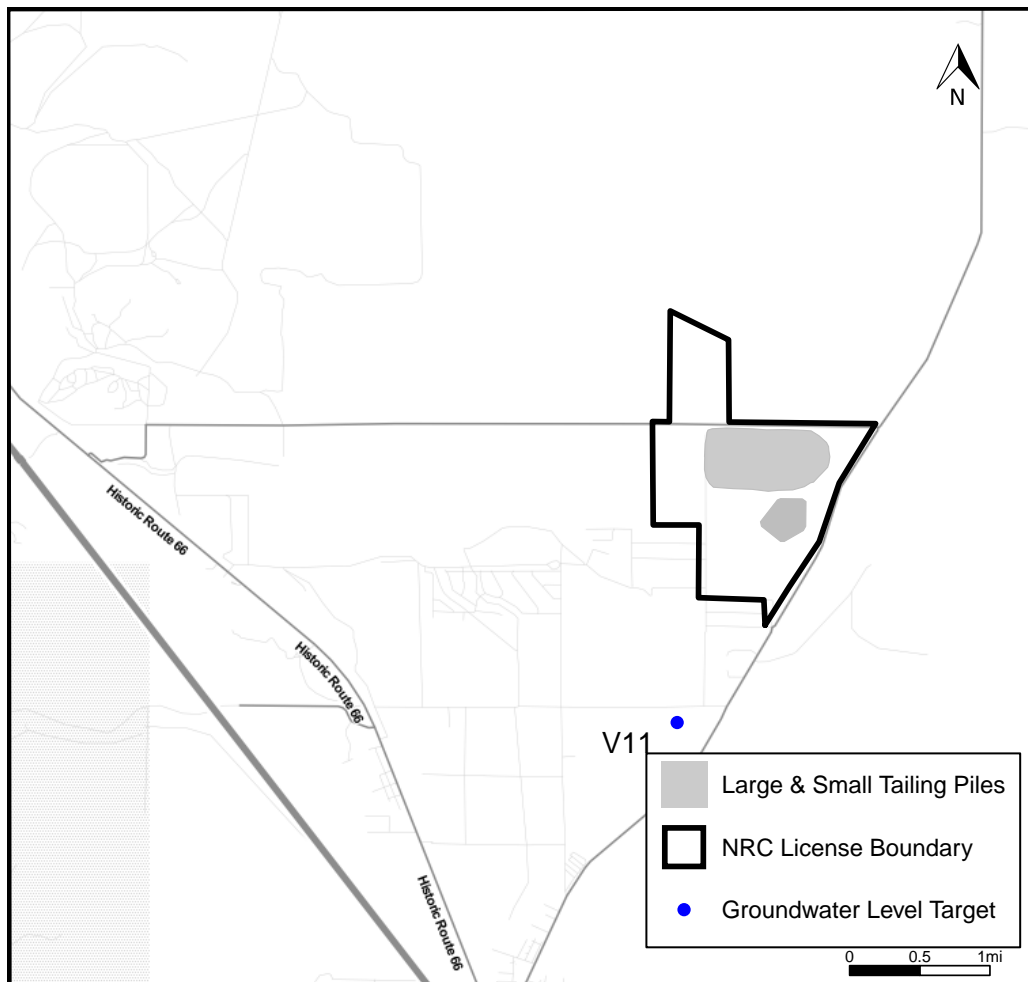 N
Historic Route 66
Historic Route 66
V11
Large & Small Tailing Piles
NRC License Boundary
Historic Route 66
Groundwater Level Target
0 0.5 1mi